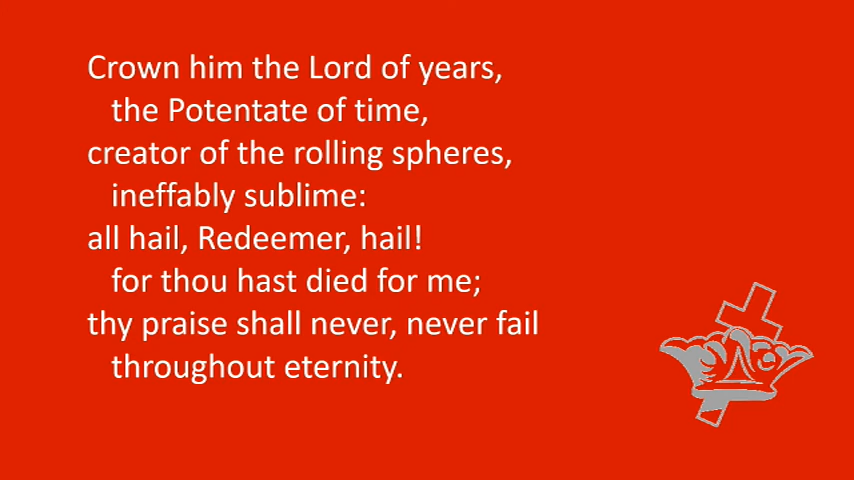 Crown him the Lord of years,
the Potentate of time,
creator of the rolling spheres,
ineffably sublime:
all hail, Redeemer, hail!
for thou hast died for me;
thy praise shall never, never fail
throughout eternity.